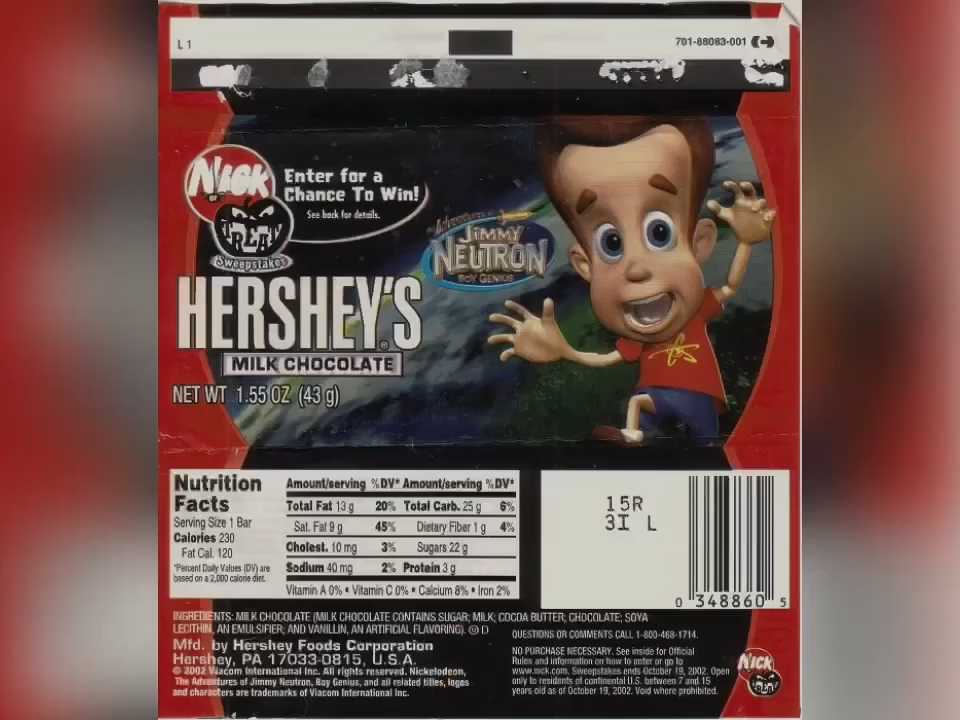 L 1
701-88083-001
NICK
OR
TREAT
Sweepstakes
Enter for a
Chance To Win!
See back for details.
The Adventures of
JIMMY
NEUTRON
BOY GENIUS
HERSHEY'S®
MILK CHOCOLATE
NET WT 1.55 OZ (43 g)
Nutrition
Facts
Serving Size 1 Bar
Calories 230
Fat Cal. 120
*Percent Daily Values (DV) are
based on a 2,000 calorie diet.
Amount/serving %DV* Amount/serving %DV*
Total Fat 13 g 20% Total Carb. 25 g 6%
Sat. Fat 9 g 45% Dietary Fiber 1 g 4%
Cholest. 10 mg 3% Sugars 22 g
Sodium 40 mg 2% Protein 3 g
Vitamin A 0% • Vitamin C 0% • Calcium 8% • Iron 2%
15R
3I L
0 348860 5
INGREDIENTS: MILK CHOCOLATE (MILK CHOCOLATE CONTAINS SUGAR; MILK; COCOA BUTTER; CHOCOLATE; SOYA
LECITHIN, AN EMULSIFIER; AND VANILLIN, AN ARTIFICIAL FLAVORING). Ⓤ D
Mfd. by Hershey Foods Corporation
Hershey, PA 17033-0815, U.S.A.
© 2002 Viacom International Inc. All rights reserved. Nickelodeon,
The Adventures of Jimmy Neutron, Boy Genius, and all related titles, logos
and characters are trademarks of Viacom International Inc.
QUESTIONS OR COMMENTS CALL 1-800-468-1714.
NO PURCHASE NECESSARY. See inside for Official
Rules and information on how to enter or go to
www.nick.com. Sweepstakes ends October 19, 2002. Open
only to residents of continental U.S. between 7 and 15
years old as of October 19, 2002. Void where prohibited.
NICK
OR
TREAT